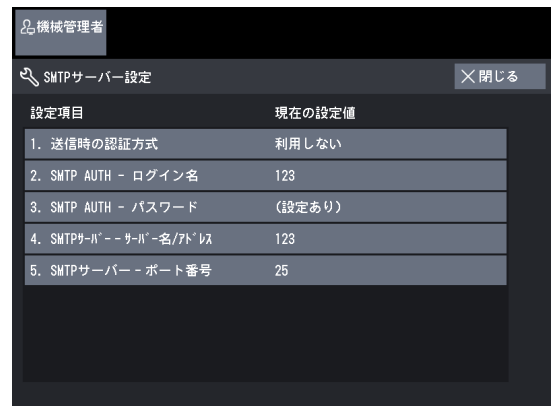 機械管理者
SMTPサーバー設定
閉じる
設定項目 現在の設定値
1. 送信時の認証方式 利用しない
2. SMTP AUTH - ログイン名 123
3. SMTP AUTH - パスワード (設定あり)
4. SMTPｻｰﾊﾞｰ - ｻｰﾊﾞｰ名/ｱﾄﾞﾚｽ 123
5. SMTPサーバー - ポート番号 25